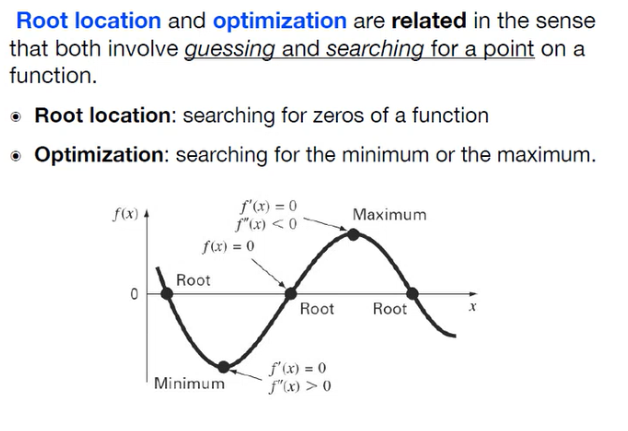 Root location and optimization are related in the sense
that both involve guessing and searching for a point on a
function.
Root location: searching for zeros of a function
Optimization: searching for the minimum or the maximum.
f(x)
f'(x) = 0
f"(x) < 0
Maximum
f(x) = 0
Root
0
Root
Root
x
f'(x) = 0
f"(x) > 0
Minimum